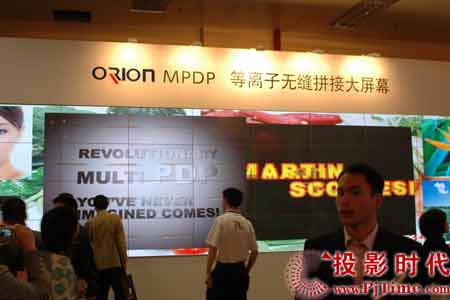 ORION MPDP 等离子无缝拼接大屏幕
REVOLUTIONARY
MULTI PDP
YOU'VE NEVER
IMAGINED COMES!
MARTIN
SCORSES!
投影时代
www.PjTime.com